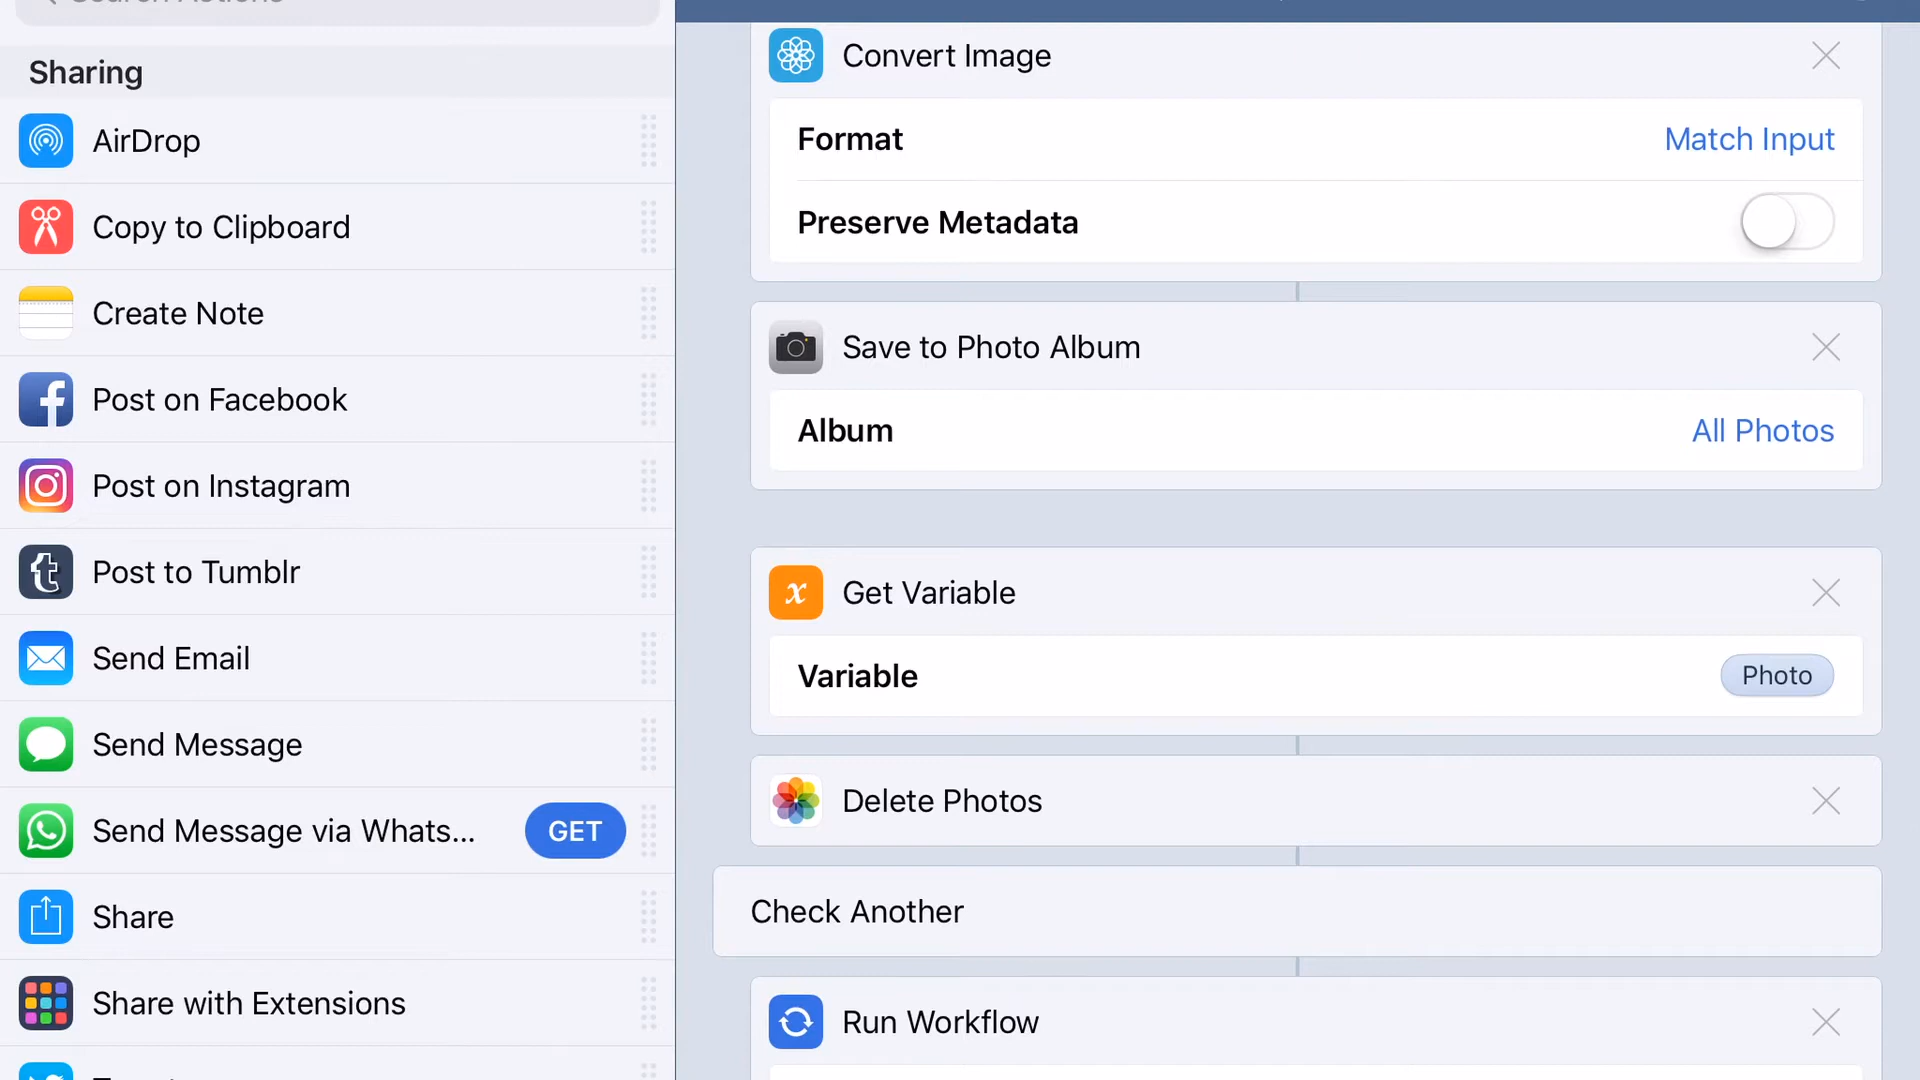 Search Actions
Sharing
AirDrop
Copy to Clipboard
Create Note
Post on Facebook
Post on Instagram
Post to Tumblr
Send Email
Send Message
Send Message via Whats...
GET
Share
Share with Extensions
Convert Image
Format
Match Input
Preserve Metadata
Save to Photo Album
Album
All Photos
Get Variable
x
Variable
Photo
Delete Photos
Check Another
Run Workflow